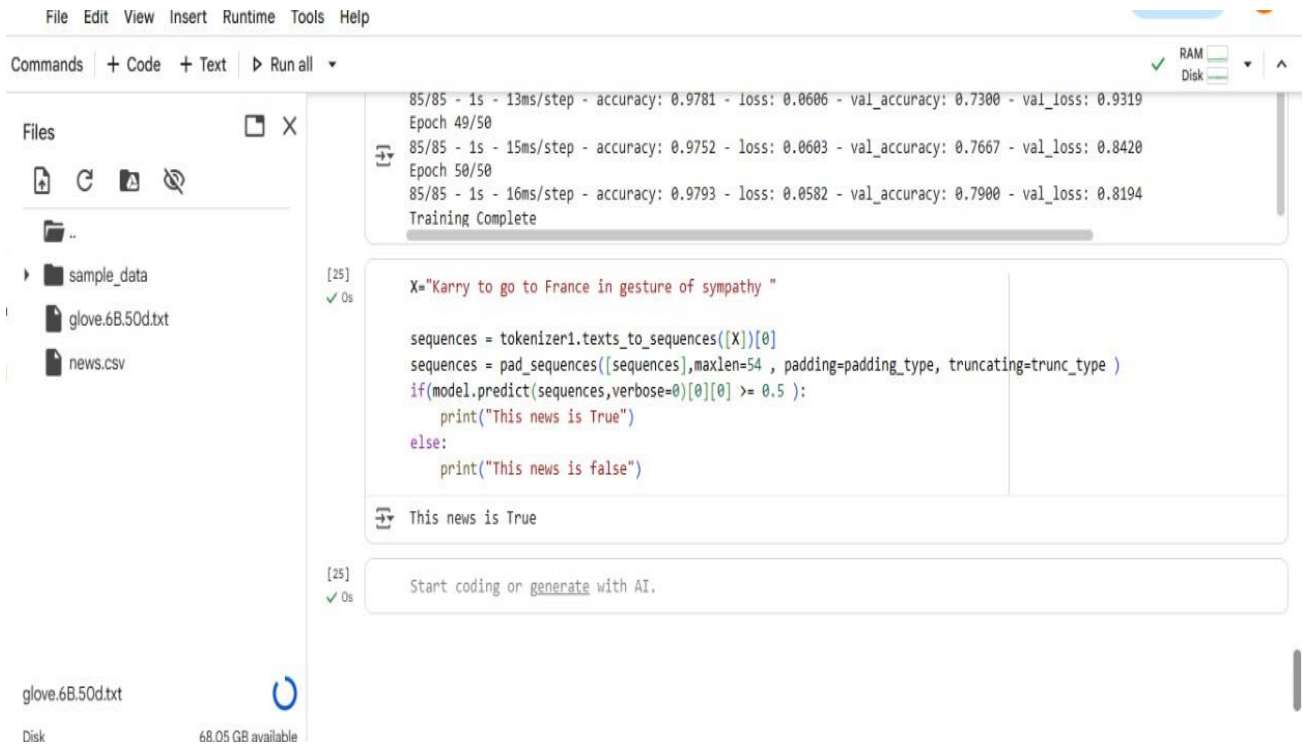 File Edit View Insert Runtime Tools Help
Commands + Code + Text Run all
RAM
Disk
Files
..
sample_data
glove.6B.50d.txt
news.csv
glove.6B.50d.txt
Disk 68.05 GB available
85/85 - 1s - 13ms/step - accuracy: 0.9781 - loss: 0.0606 - val_accuracy: 0.7300 - val_loss: 0.9319
Epoch 49/50
85/85 - 1s - 15ms/step - accuracy: 0.9752 - loss: 0.0603 - val_accuracy: 0.7667 - val_loss: 0.8420
Epoch 50/50
85/85 - 1s - 16ms/step - accuracy: 0.9793 - loss: 0.0582 - val_accuracy: 0.7900 - val_loss: 0.8194
Training Complete
[25]
0s
X="Karry to go to France in gesture of sympathy "
sequences = tokenizer1.texts_to_sequences([X])[0]
sequences = pad_sequences([sequences],maxlen=54 , padding=padding_type, truncating=trunc_type )
if(model.predict(sequences,verbose=0)[0][0] >= 0.5 ):
    print("This news is True")
else:
    print("This news is false")
This news is True
[25]
0s
Start coding or generate with AI.